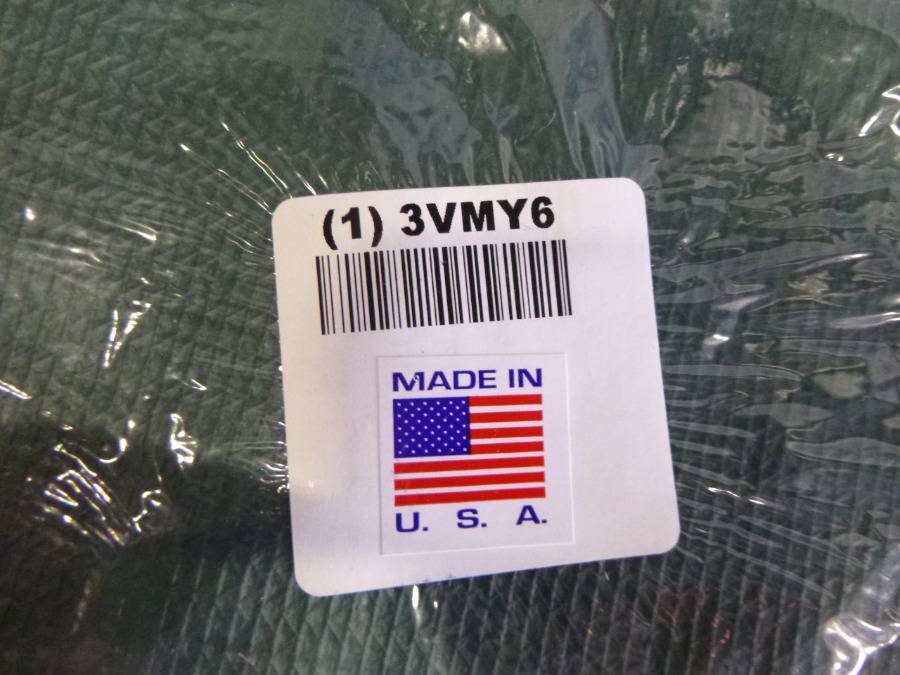 (1) 3VMY6
MADE IN
U. S. A.